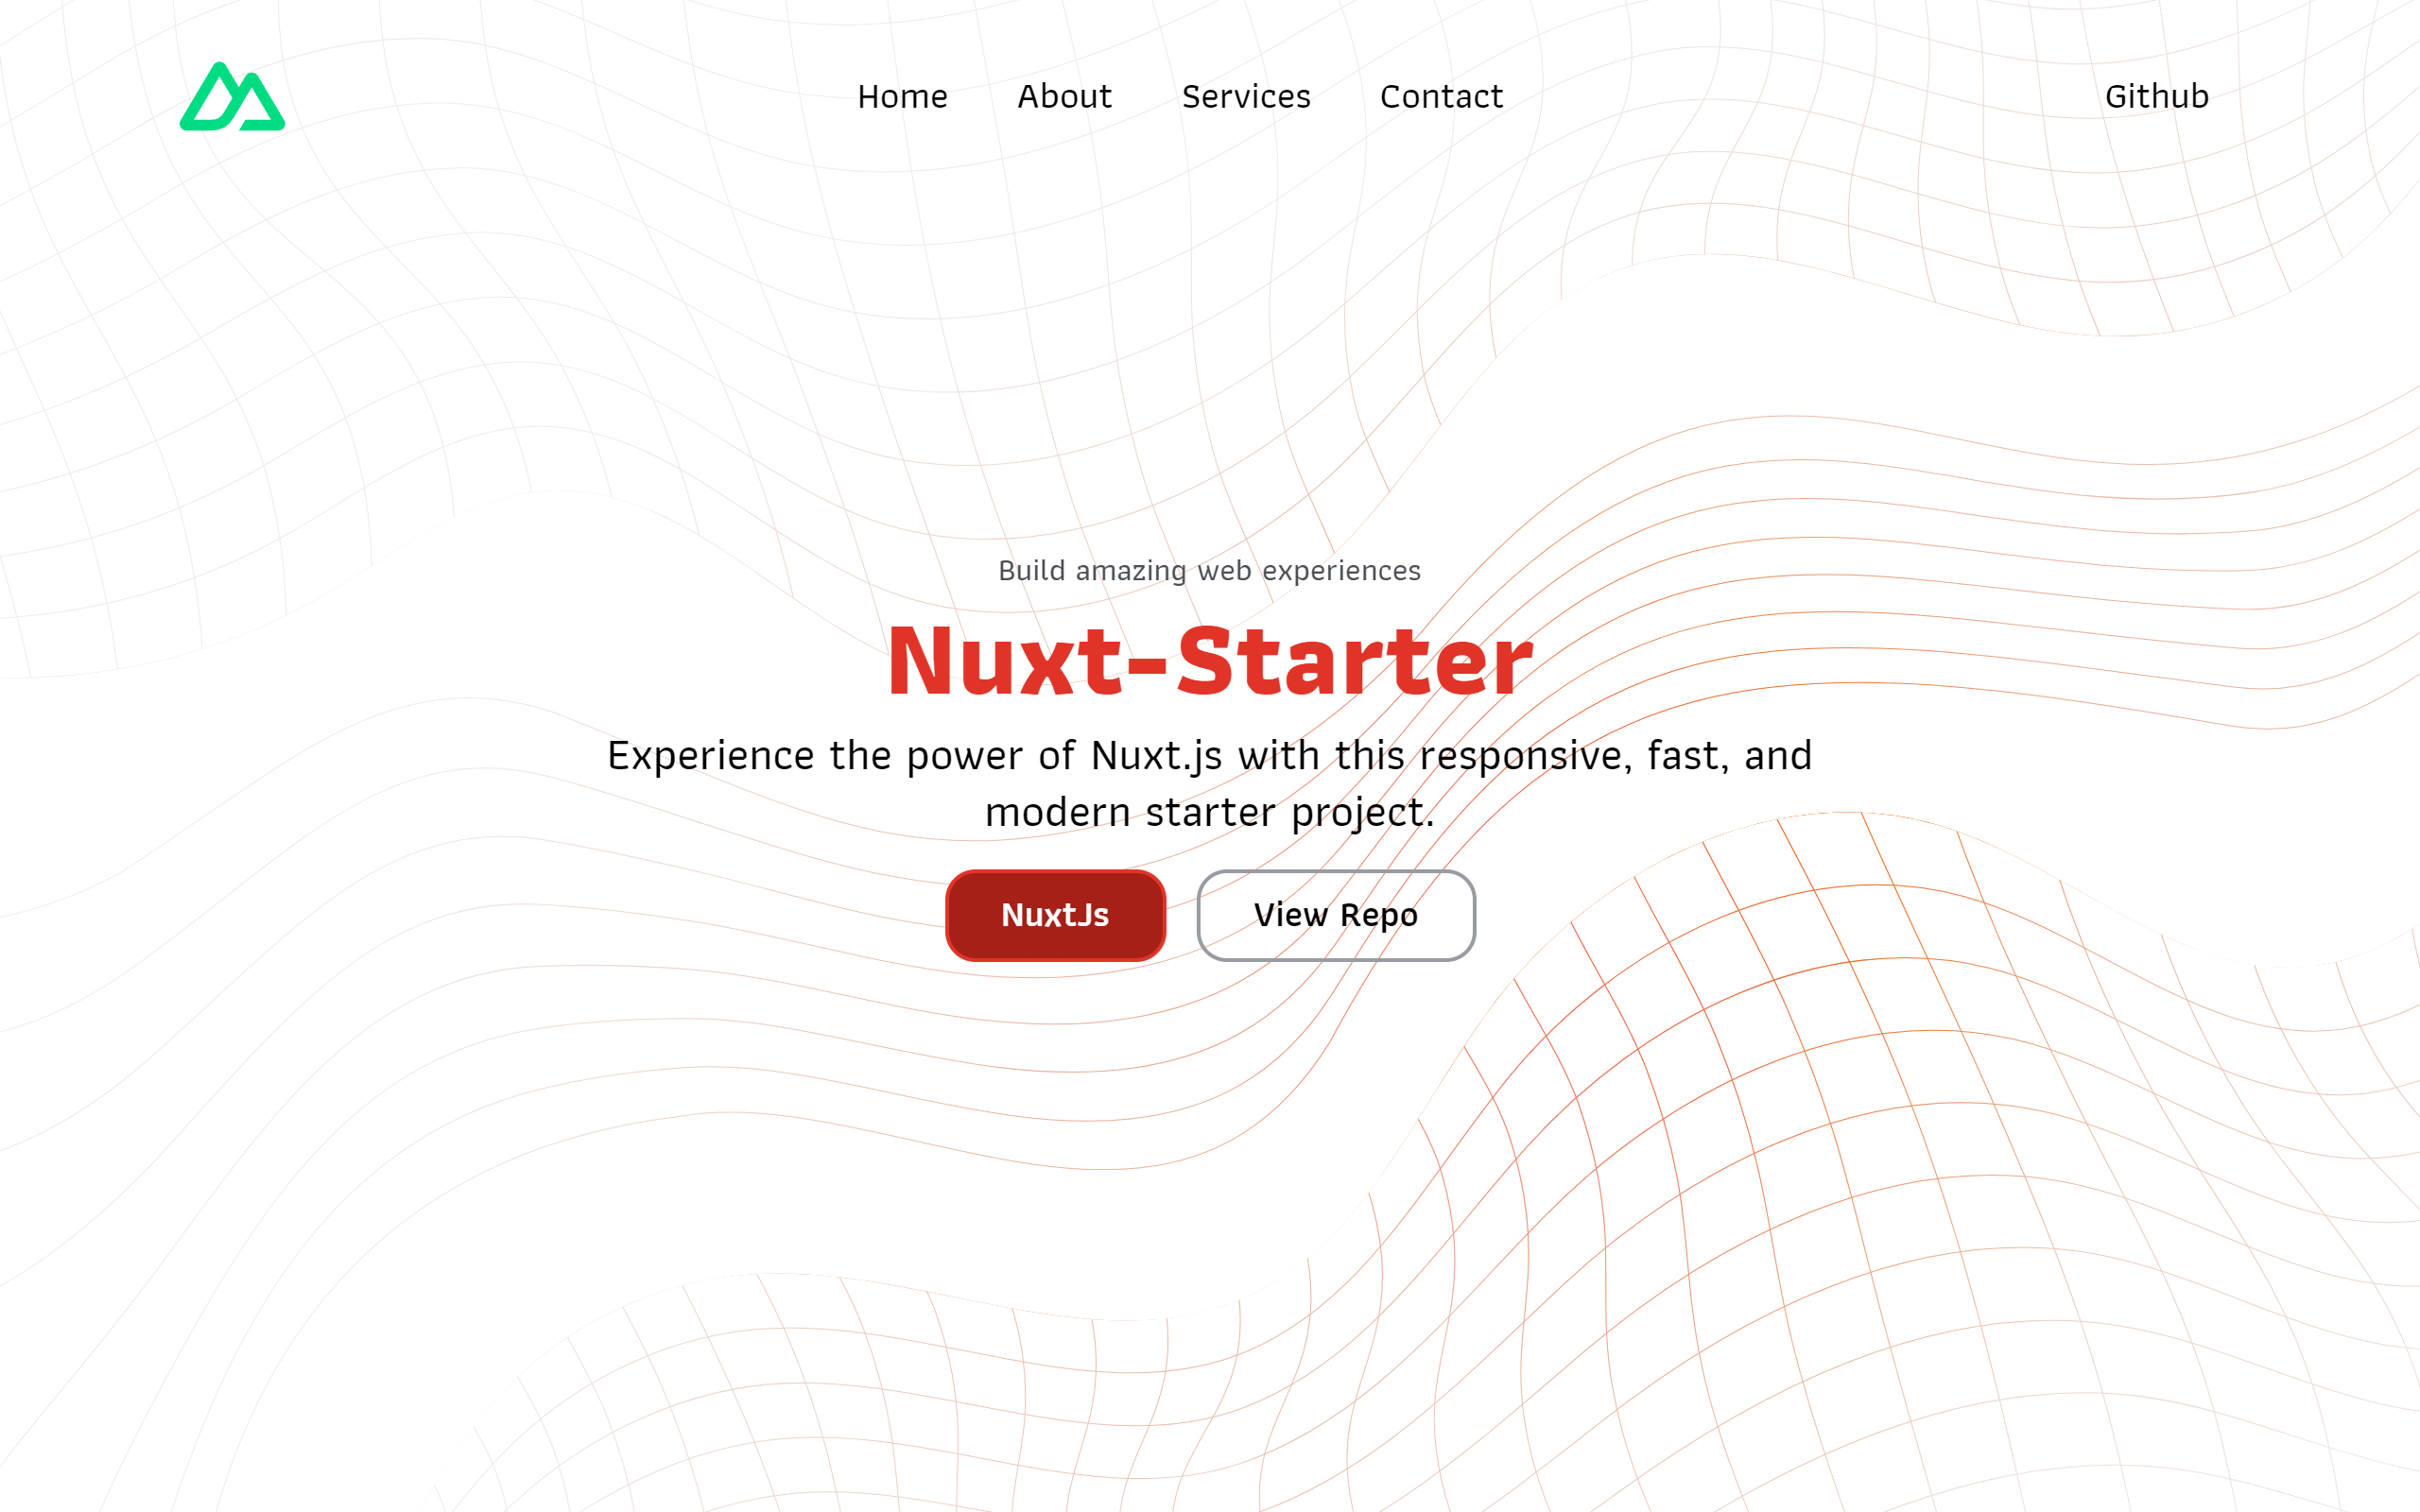 Home About Services Contact Github
Build amazing web experiences
Nuxt-Starter
Experience the power of Nuxt.js with this responsive, fast, and
modern starter project.
NuxtJs View Repo